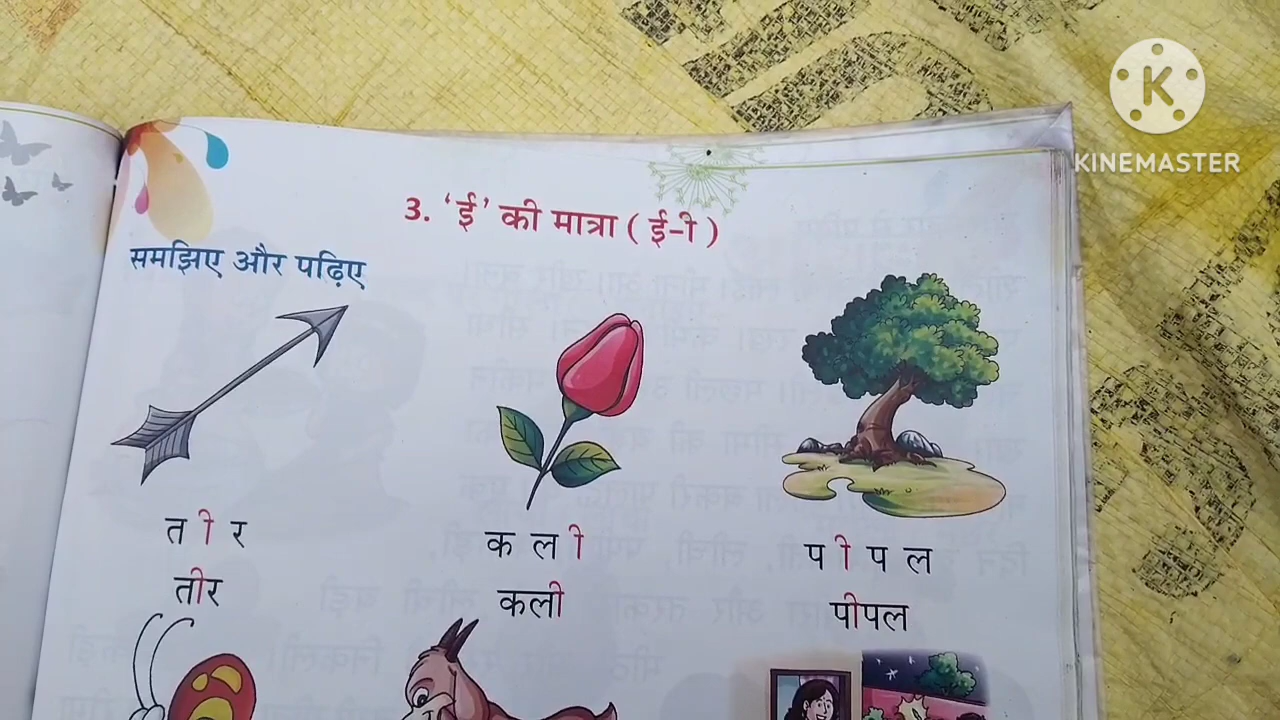 KINEMASTER
3. ‘ई’ की मात्रा ( ई-ी )
समझिए और पढ़िए
त ी र
क ल ी
प ी प ल
तीर
कली
पीपल